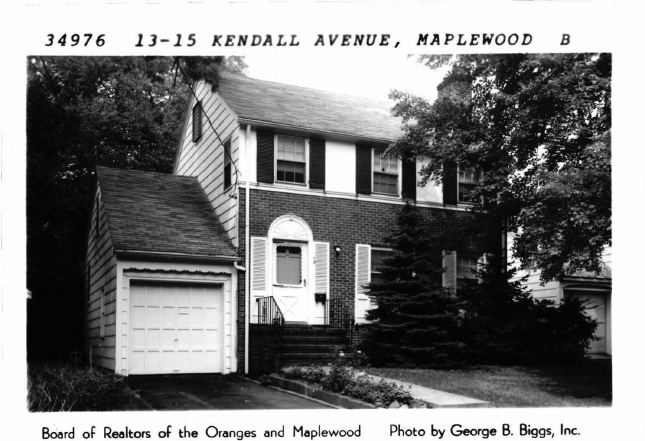 34976 13-15 KENDALL AVENUE, MAPLEWOOD B
Board of Realtors of the Oranges and Maplewood Photo by George B. Biggs, Inc.